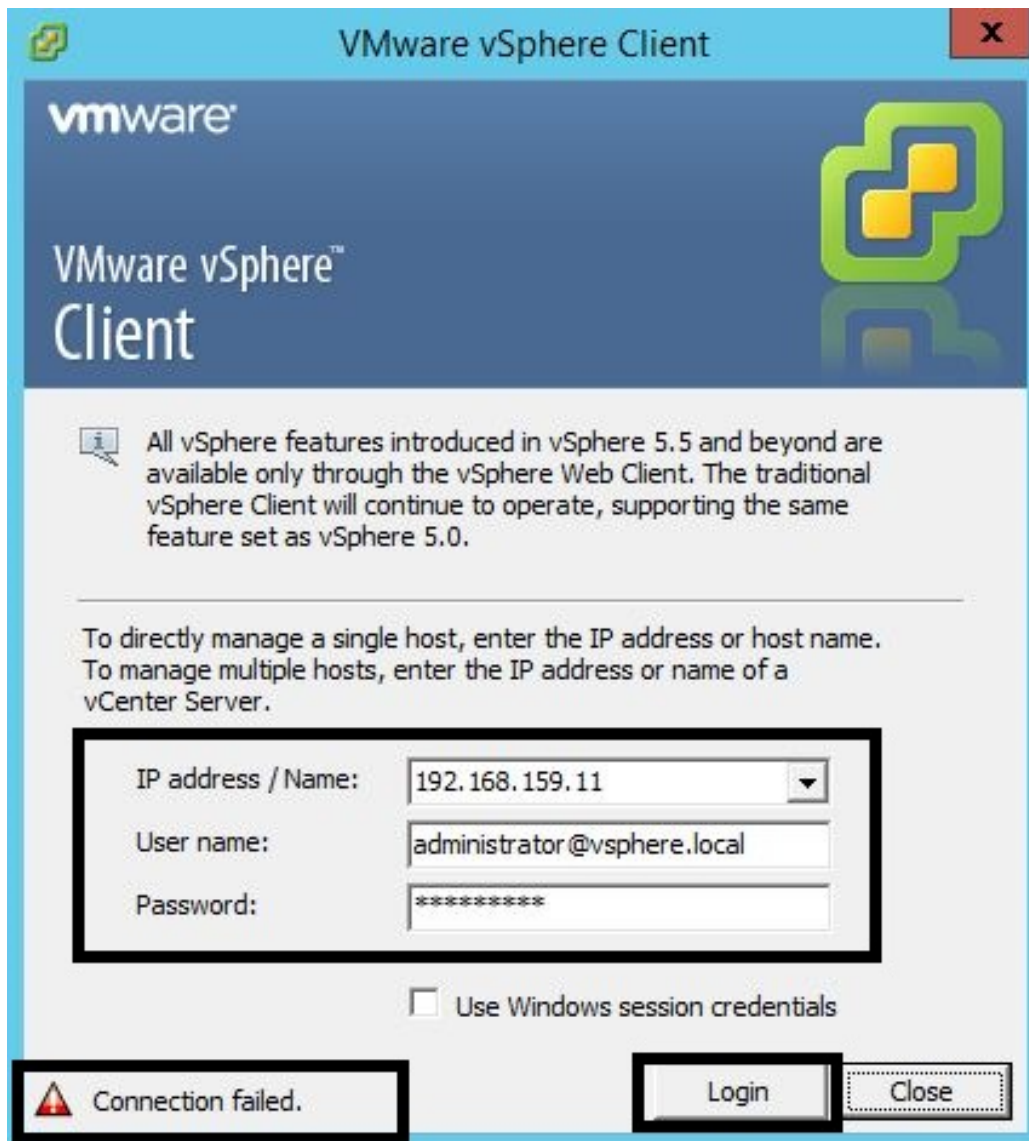 VMware vSphere Client
x
vmware®
VMware vSphere™
Client
All vSphere features introduced in vSphere 5.5 and beyond are
available only through the vSphere Web Client. The traditional
vSphere Client will continue to operate, supporting the same
feature set as vSphere 5.0.
To directly manage a single host, enter the IP address or host name.
To manage multiple hosts, enter the IP address or name of a
vCenter Server.
IP address / Name: 192.168.159.11
User name: administrator@vsphere.local
Password: *********
Use Windows session credentials
Connection failed. Login Close